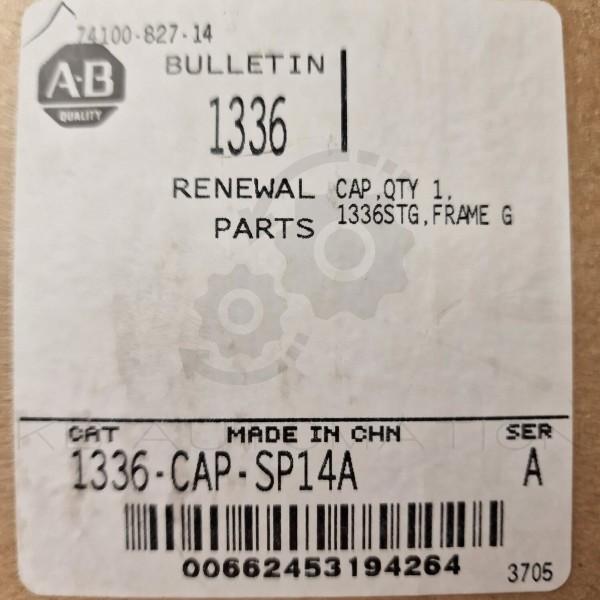 74100-827-14
A-B
QUALITY
BULLETIN
1336
RENEWAL PARTS
CAP,QTY 1,
1336STG,FRAME G
CAT MADE IN CHN SER
1336-CAP-SP14A A
00662453194264
3705